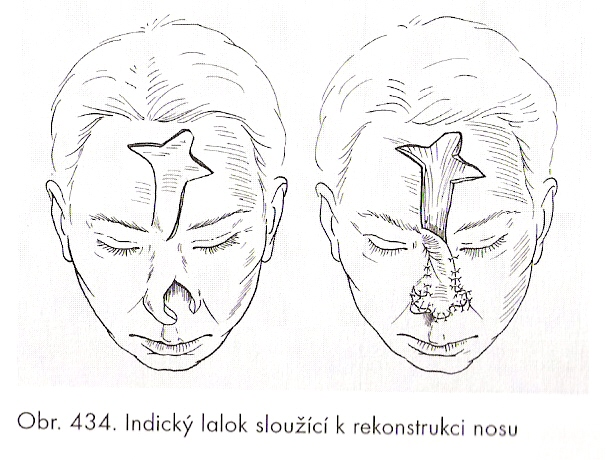 Obr. 434. Indický lalok sloužící k rekonstrukci nosu